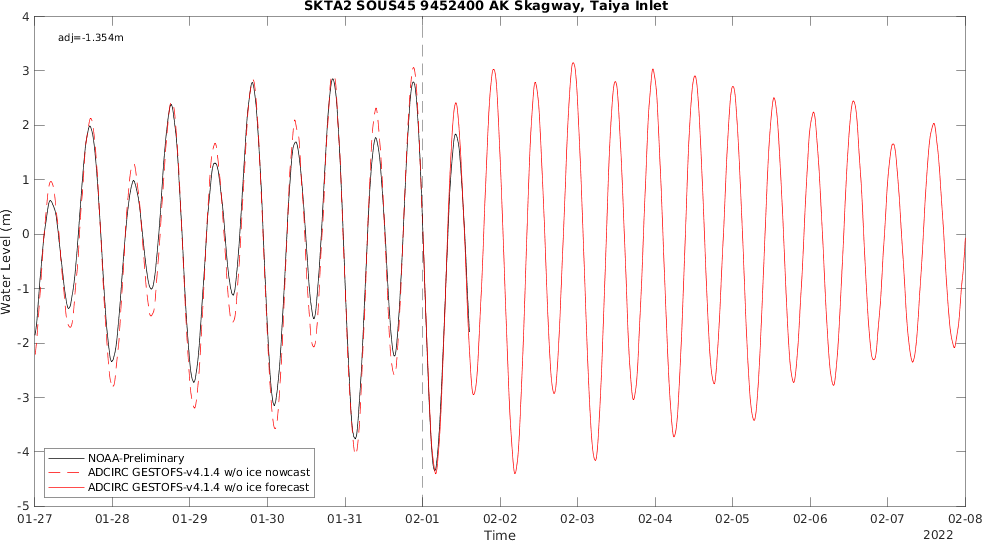 SKTA2 SOUS45 9452400 AK Skagway, Taiya Inlet
adj=-1.354m
4
3
2
1
0
-1
-2
-3
-4
-5
Water Level (m)
NOAA-Preliminary
ADCIRC GESTOFS-v4.1.4 w/o ice nowcast
ADCIRC GESTOFS-v4.1.4 w/o ice forecast
01-27 01-28 01-29 01-30 01-31 02-01 02-02 02-03 02-04 02-05 02-06 02-07 02-08
Time
2022